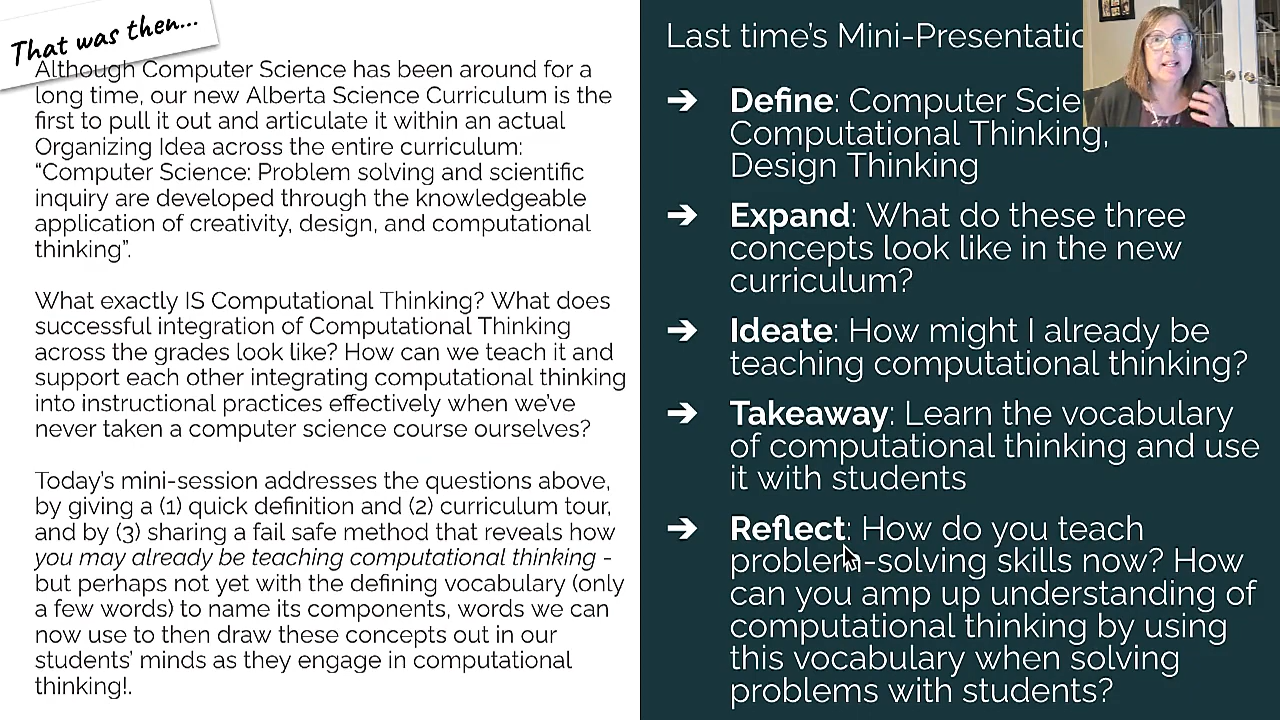 That was then...
Although Computer Science has been around for a
long time, our new Alberta Science Curriculum is the
first to pull it out and articulate it within an actual
Organizing Idea across the entire curriculum:
“Computer Science: Problem solving and scientific
inquiry are developed through the knowledgeable
application of creativity, design, and computational
thinking”.
What exactly IS Computational Thinking? What does
successful integration of Computational Thinking
across the grades look like? How can we teach it and
support each other integrating computational thinking
into instructional practices effectively when we’ve
never taken a computer science course ourselves?
Today’s mini-session addresses the questions above,
by giving a (1) quick definition and (2) curriculum tour,
and by (3) sharing a fail safe method that reveals how
you may already be teaching computational thinking -
but perhaps not yet with the defining vocabulary (only
a few words) to name its components, words we can
now use to then draw these concepts out in our
students’ minds as they engage in computational
thinking!.
Last time’s Mini-Presentatio
➔ Define: Computer Scie
Computational Thinking,
Design Thinking
➔ Expand: What do these three
concepts look like in the new
curriculum?
➔ Ideate: How might I already be
teaching computational thinking?
➔ Takeaway: Learn the vocabulary
of computational thinking and use
it with students
➔ Reflect: How do you teach
problem-solving skills now? How
can you amp up understanding of
computational thinking by using
this vocabulary when solving
problems with students?